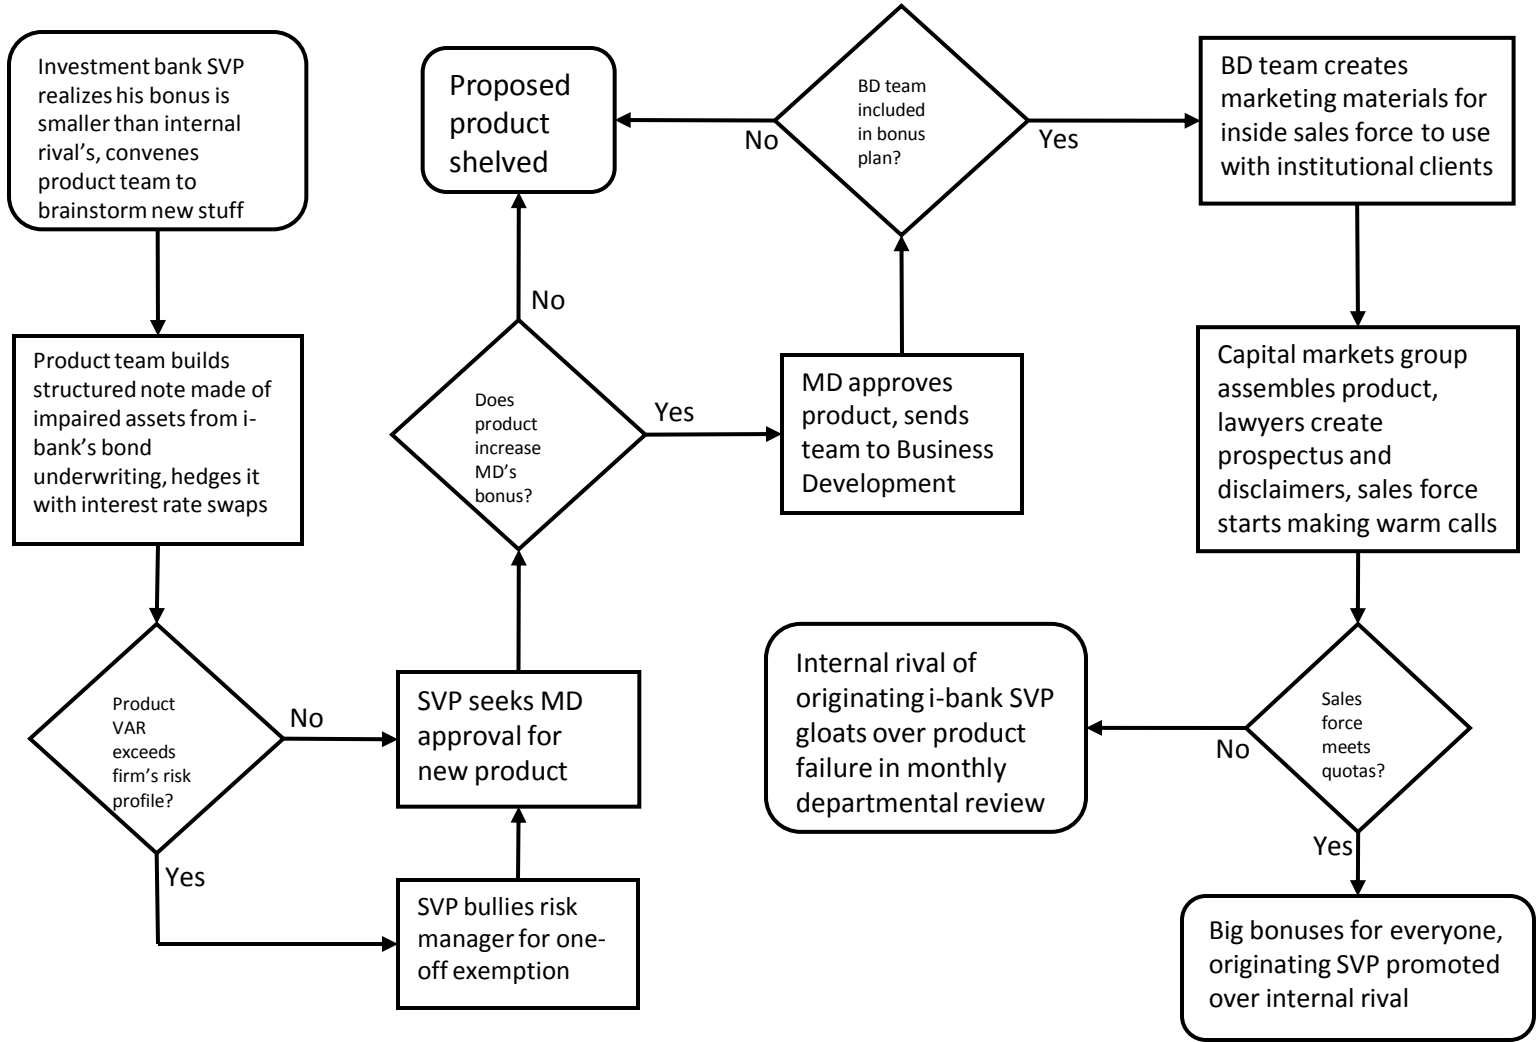 Investment bank SVP
realizes his bonus is
smaller than internal
rival's, convenes
product team to
brainstorm new stuff
Product team builds
structured note made of
impaired assets from i-
bank's bond
underwriting, hedges it
with interest rate swaps
Product
VAR
exceeds
firm's risk
profile?
No
Yes
SVP bullies risk
manager for one-
off exemption
SVP seeks MD
approval for
new product
Does
product
increase
MD's
bonus?
No
Yes
Proposed
product
shelved
MD approves
product, sends
team to Business
Development
BD team
included
in bonus
plan?
No
Yes
BD team creates
marketing materials for
inside sales force to use
with institutional clients
Capital markets group
assembles product,
lawyers create
prospectus and
disclaimers, sales force
starts making warm calls
Sales
force
meets
quotas?
No
Yes
Internal rival of
originating i-bank SVP
gloats over product
failure in monthly
departmental review
Big bonuses for everyone,
originating SVP promoted
over internal rival